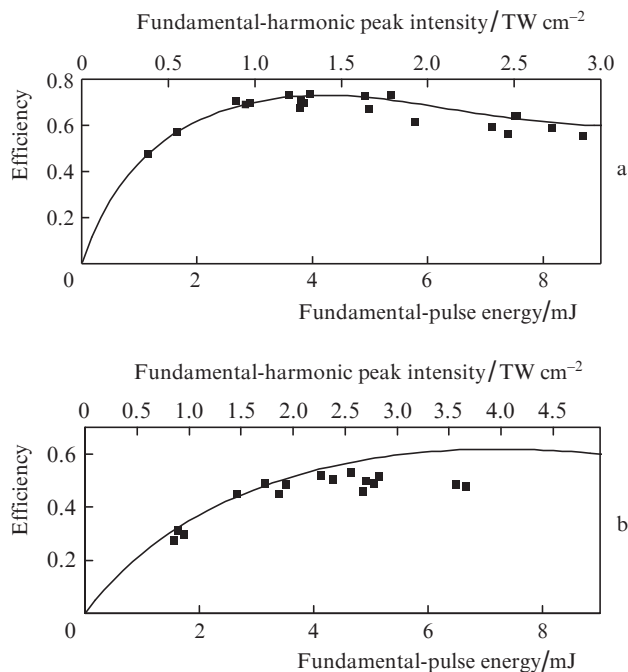 Fundamental-harmonic peak intensity/TW cm⁻²
0 0.5 1.0 1.5 2.0 2.5 3.0
0.8
0.6
0.4
0.2
Efficiency
a
0 2 4 6 8
Fundamental-pulse energy/mJ
Fundamental-harmonic peak intensity/TW cm⁻²
0 0.5 1.0 1.5 2.0 2.5 3.0 3.5 4.0 4.5
0.6
0.4
0.2
Efficiency
b
0 2 4 6 8
Fundamental-pulse energy/mJ